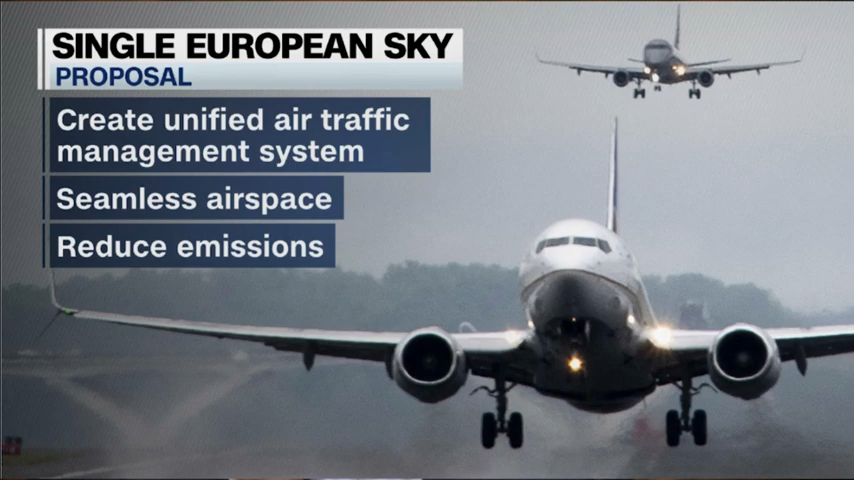 SINGLE EUROPEAN SKY
PROPOSAL
Create unified air traffic
management system
Seamless airspace
Reduce emissions